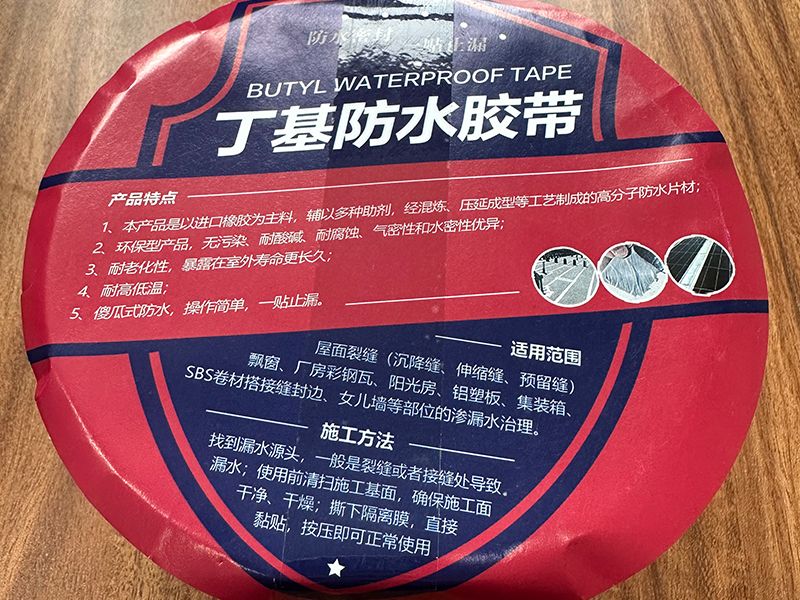 防水密封 一贴止漏
BUTYL WATERPROOF TAPE
丁基防水胶带
产品特点
1、本产品是以进口橡胶为主料，辅以多种助剂，经混炼、压延成型等工艺制成的高分子防水片材；
2、环保型产品，无污染、耐酸碱、耐腐蚀、气密性和水密性优异；
3、耐老化性，暴露在室外寿命更长久；
4、耐高低温；
5、傻瓜式防水，操作简单，一贴止漏。
适用范围
屋面裂缝（沉降缝、伸缩缝、预留缝）
飘窗、厂房彩钢瓦、阳光房、铝塑板、集装箱、
SBS卷材搭接缝封边、女儿墙等部位的渗漏水治理。
施工方法
找到漏水源头，一般是裂缝或者接缝处导致
漏水；使用前清扫施工基面，确保施工面
干净、干燥；撕下隔离膜，直接
黏贴，按压即可正常使用